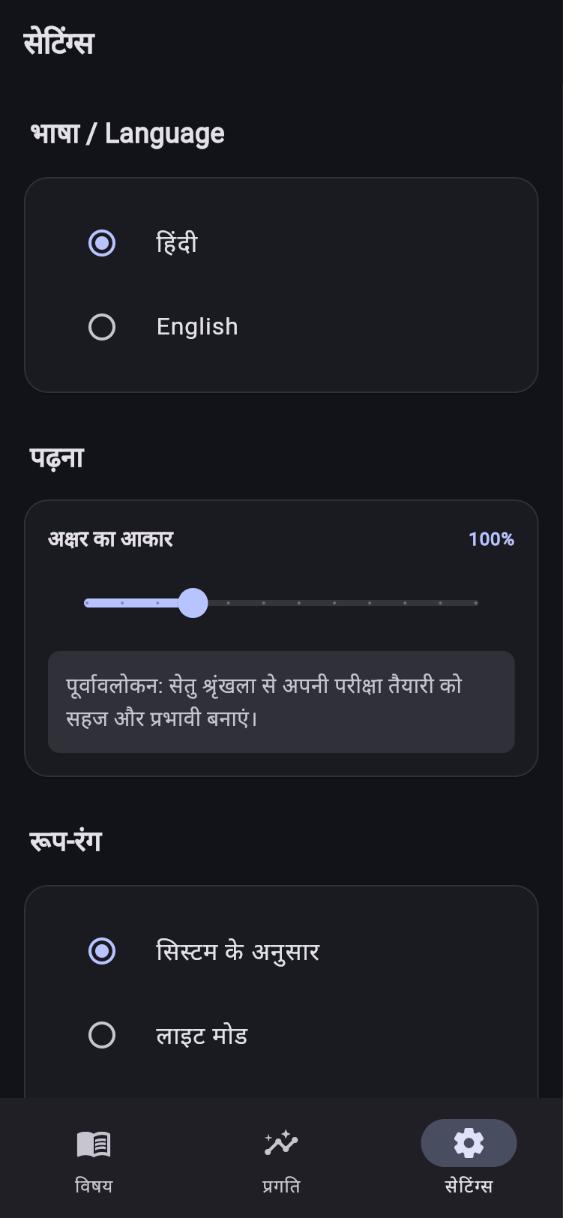 सेटिंग्स
भाषा / Language
हिंदी
English
पढ़ना
अक्षर का आकार
100%
पूर्वावलोकन: सेतु श्रृंखला से अपनी परीक्षा तैयारी को
सहज और प्रभावी बनाएं।
रूप-रंग
सिस्टम के अनुसार
लाइट मोड
विषय
प्रगति
सेटिंग्स